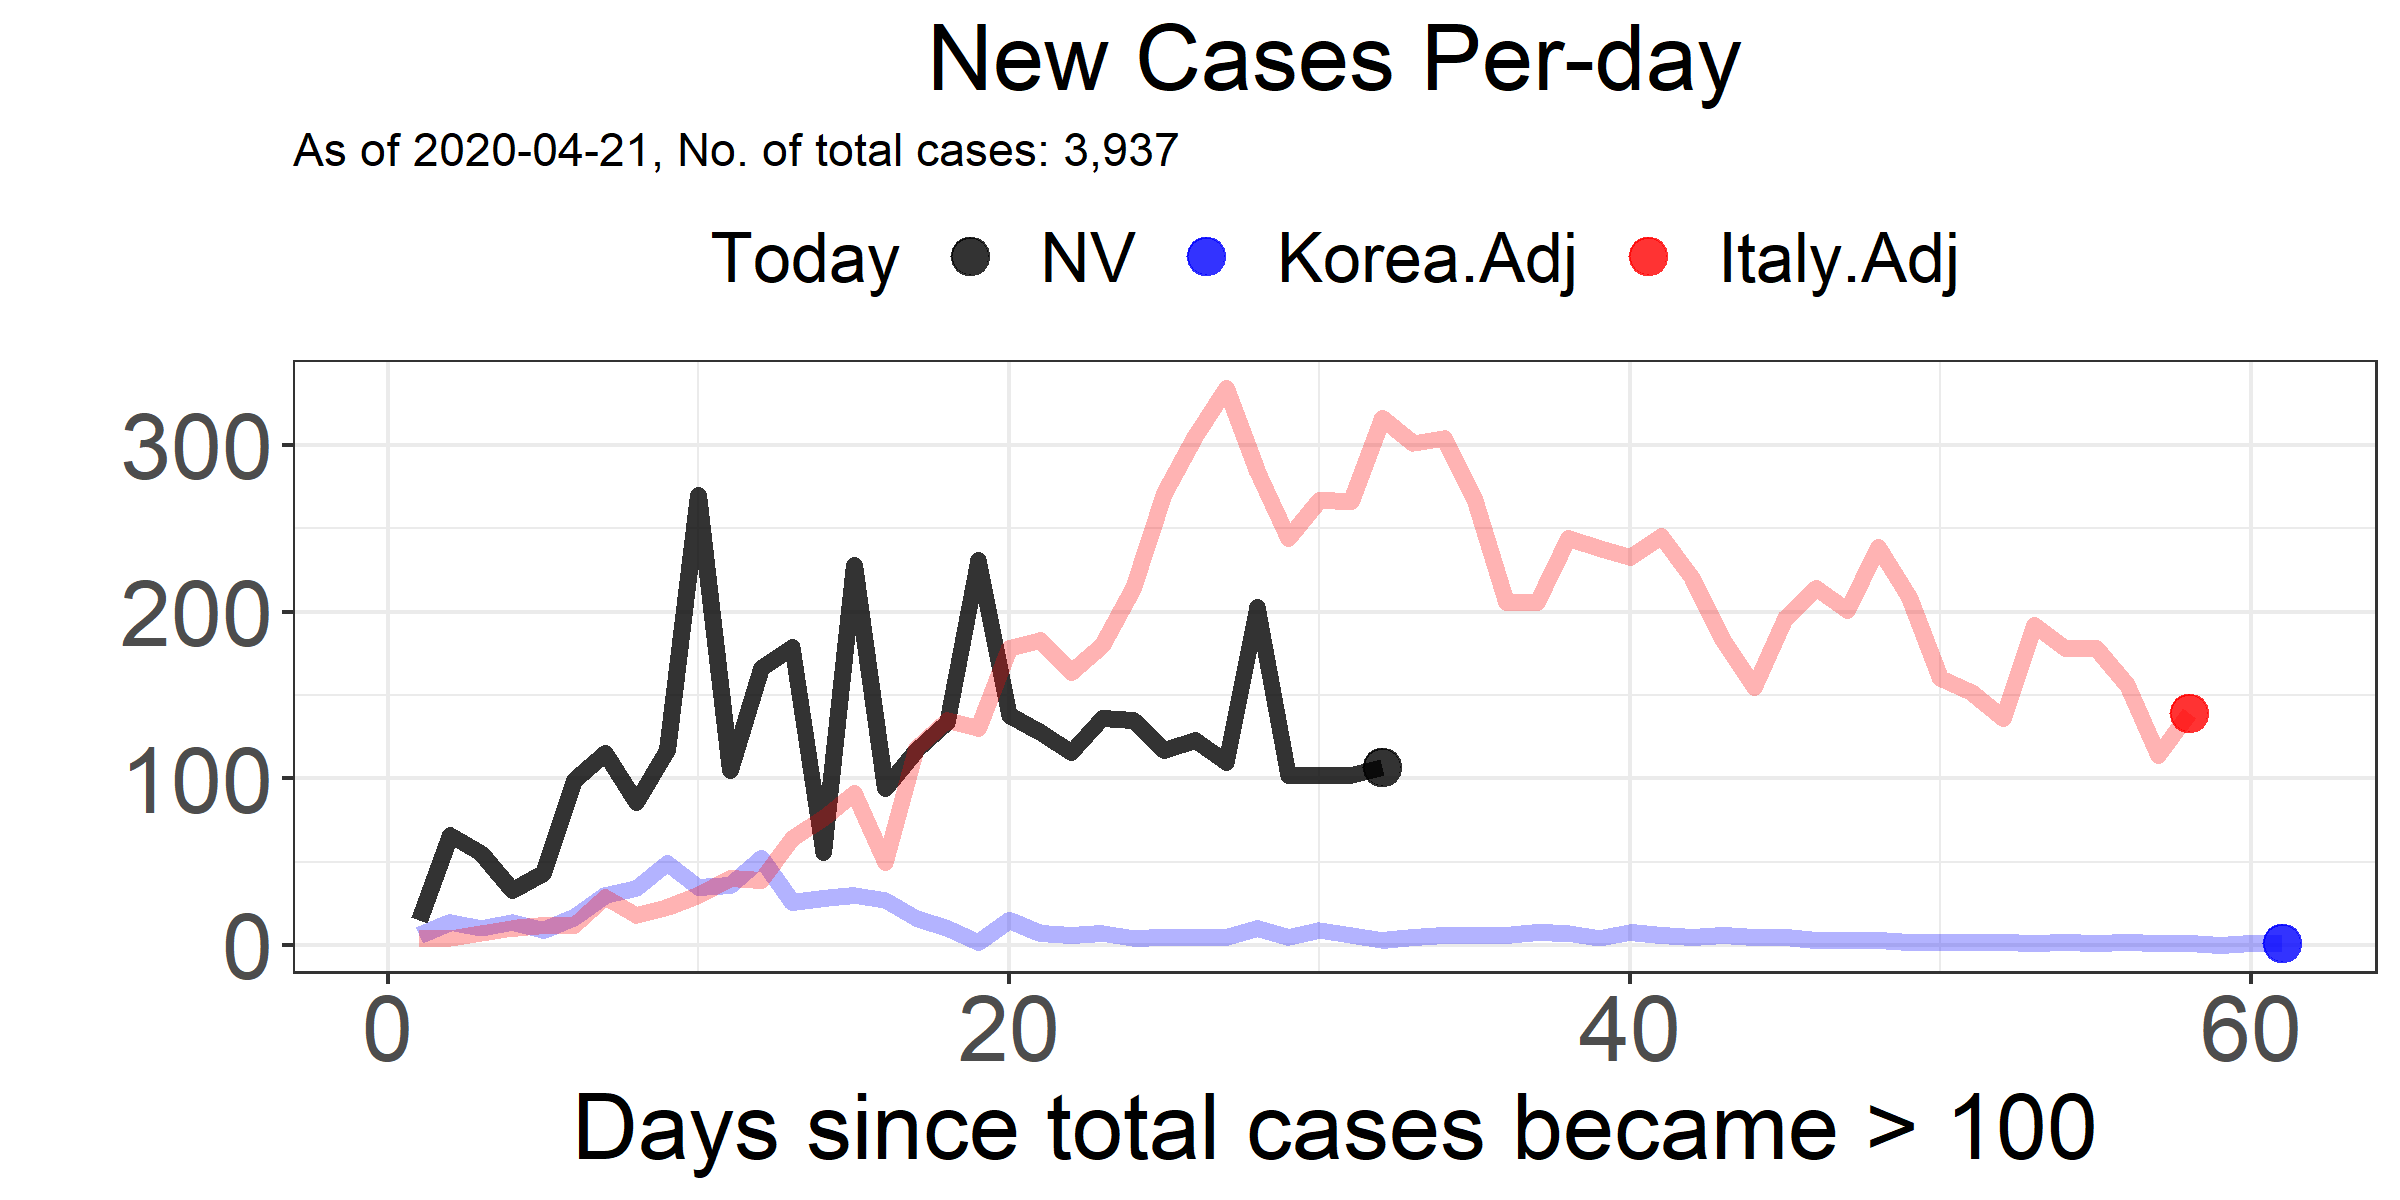 New Cases Per-day
As of 2020-04-21, No. of total cases: 3,937
Today NV Korea.Adj Italy.Adj
300
200
100
0
0 20 40 60
Days since total cases became > 100